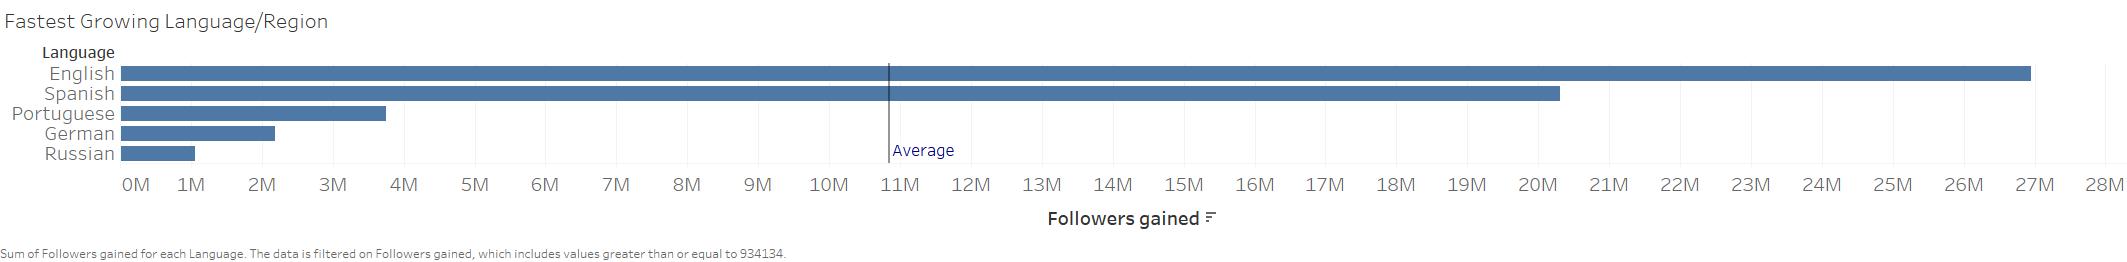 Fastest Growing Language/Region
Language
English
Spanish
Portuguese
German
Russian
Average
0M 1M 2M 3M 4M 5M 6M 7M 8M 9M 10M 11M 12M 13M 14M 15M 16M 17M 18M 19M 20M 21M 22M 23M 24M 25M 26M 27M 28M
Followers gained
Sum of Followers gained for each Language. The data is filtered on Followers gained, which includes values greater than or equal to 934134.